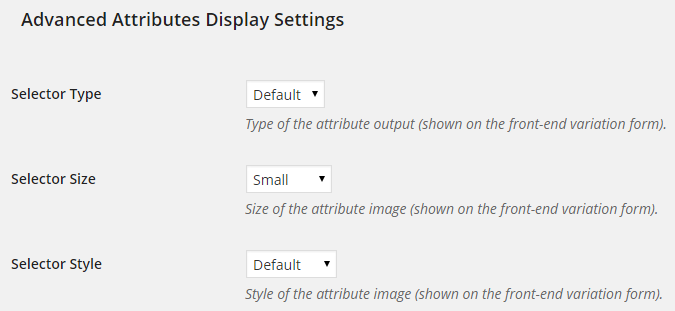 Advanced Attributes Display Settings
Selector Type
Default
Type of the attribute output (shown on the front-end variation form).
Selector Size
Small
Size of the attribute image (shown on the front-end variation form).
Selector Style
Default
Style of the attribute image (shown on the front-end variation form).